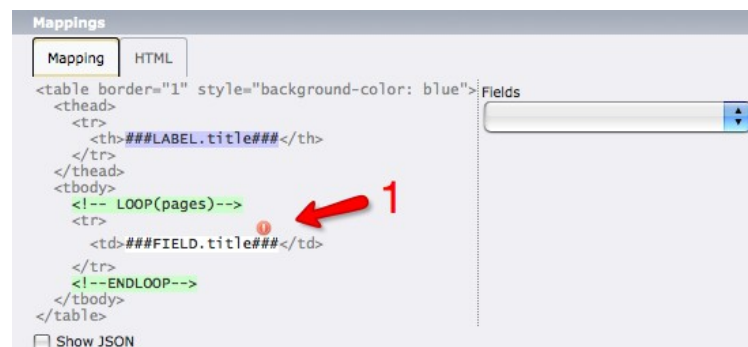 Mappings
Mapping HTML
<table border="1" style="background-color: blue"> Fields
<thead>
<tr>
<th>###LABEL.title###</th>
</tr>
</thead>
<tbody>
<!-- LOOP(pages)-->
1
<tr>
<td>###FIELD.title###</td>
</tr>
<!--ENDLOOP-->
</tbody>
</table>
Show JSON